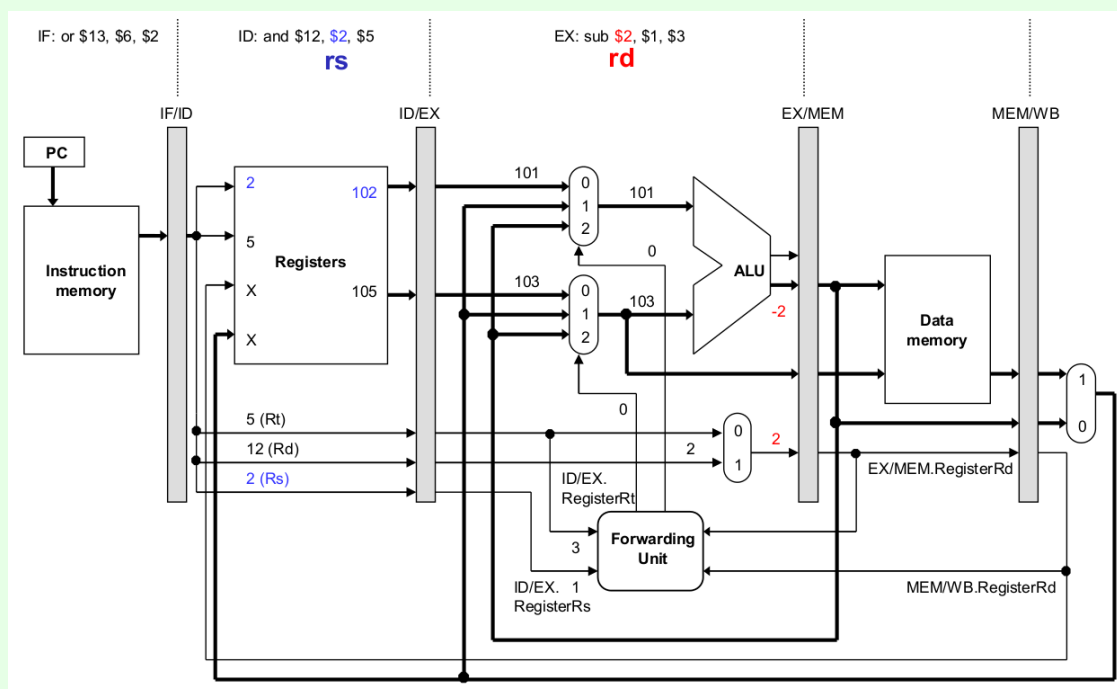 IF: or $13, $6, $2
ID: and $12, $2, $5
EX: sub $2, $1, $3
rs
rd
IF/ID
ID/EX
EX/MEM
MEM/WB
PC
Instruction
memory
2
102
5
Registers
X
105
X
101
0
1
2
101
0
103
0
1
2
103
0
ALU
-2
Data
memory
1
0
5 (Rt)
12 (Rd)
2 (Rs)
2
0
1
2
EX/MEM.RegisterRd
ID/EX.
RegisterRt
3
Forwarding
Unit
ID/EX. 1
RegisterRs
MEM/WB.RegisterRd